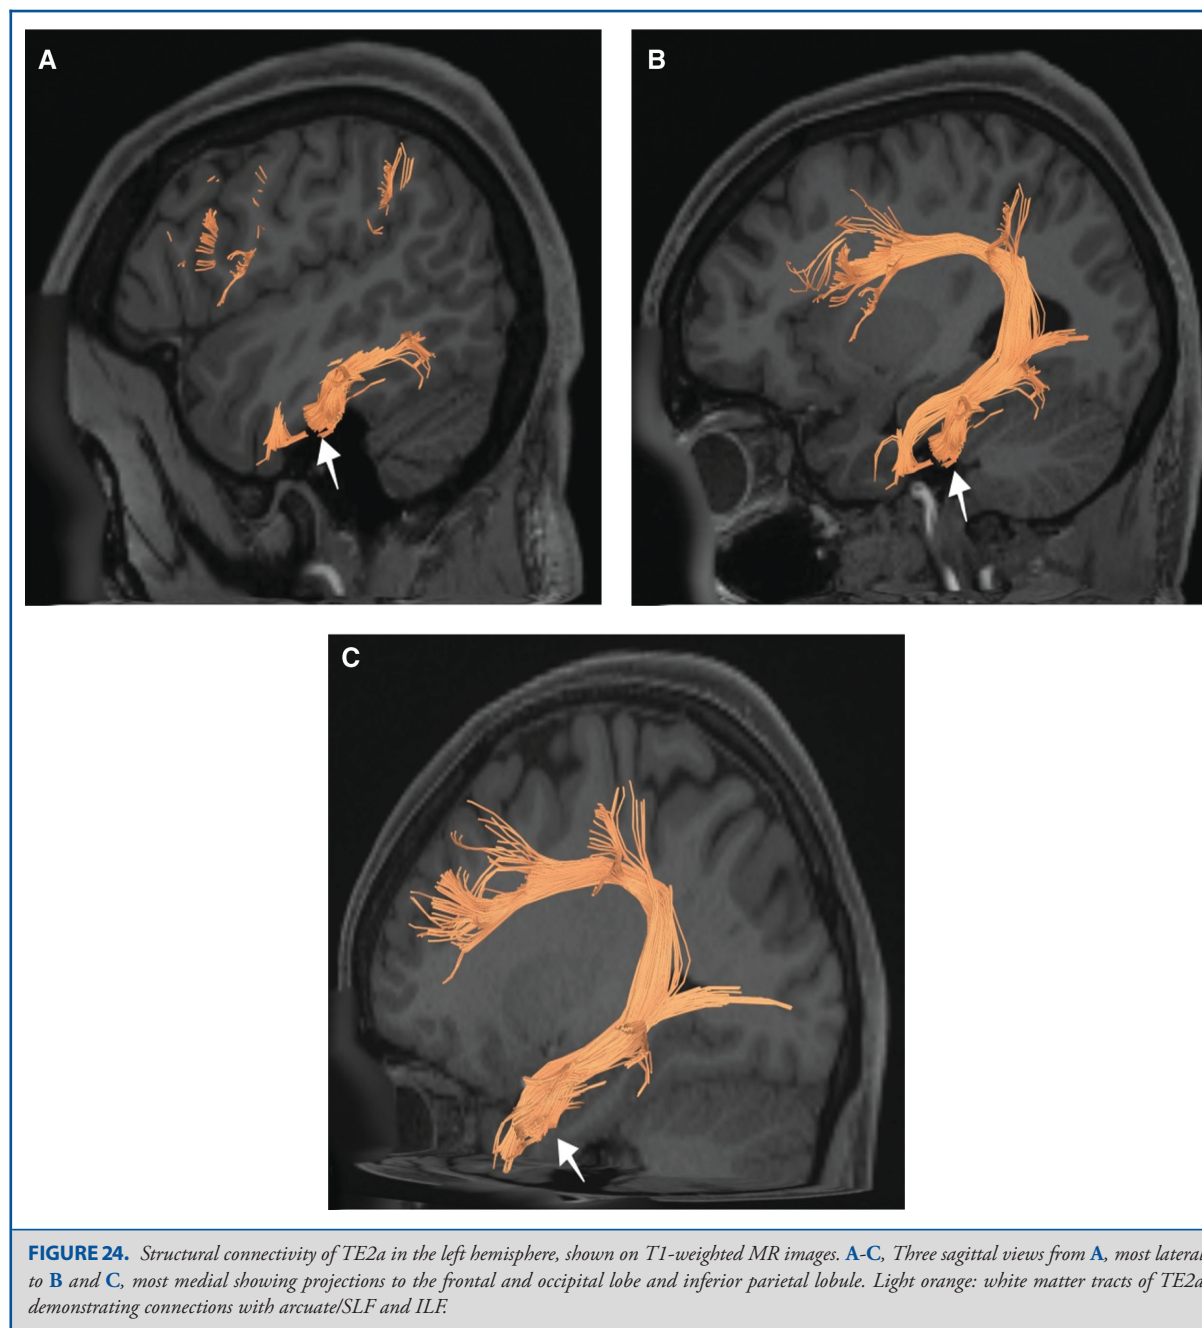 A
B
C
FIGURE 24. Structural connectivity of TE2a in the left hemisphere, shown on T1-weighted MR images. A-C, Three sagittal views from A, most lateral
to B and C, most medial showing projections to the frontal and occipital lobe and inferior parietal lobule. Light orange: white matter tracts of TE2a
demonstrating connections with arcuate/SLF and ILF.